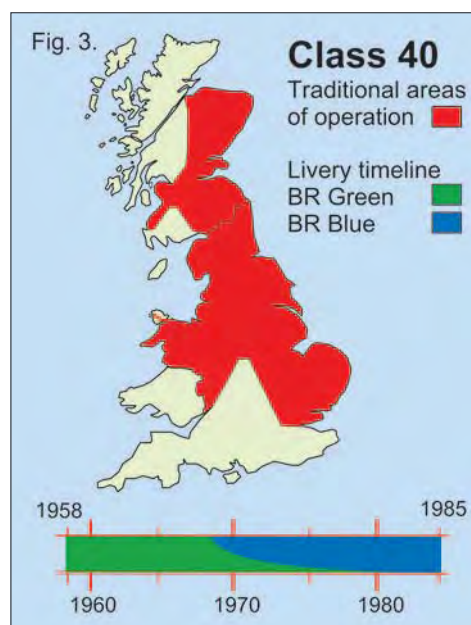 Fig. 3.
Class 40
Traditional areas
of operation
Livery timeline
BR Green
BR Blue
1958
1985
1960
1970
1980